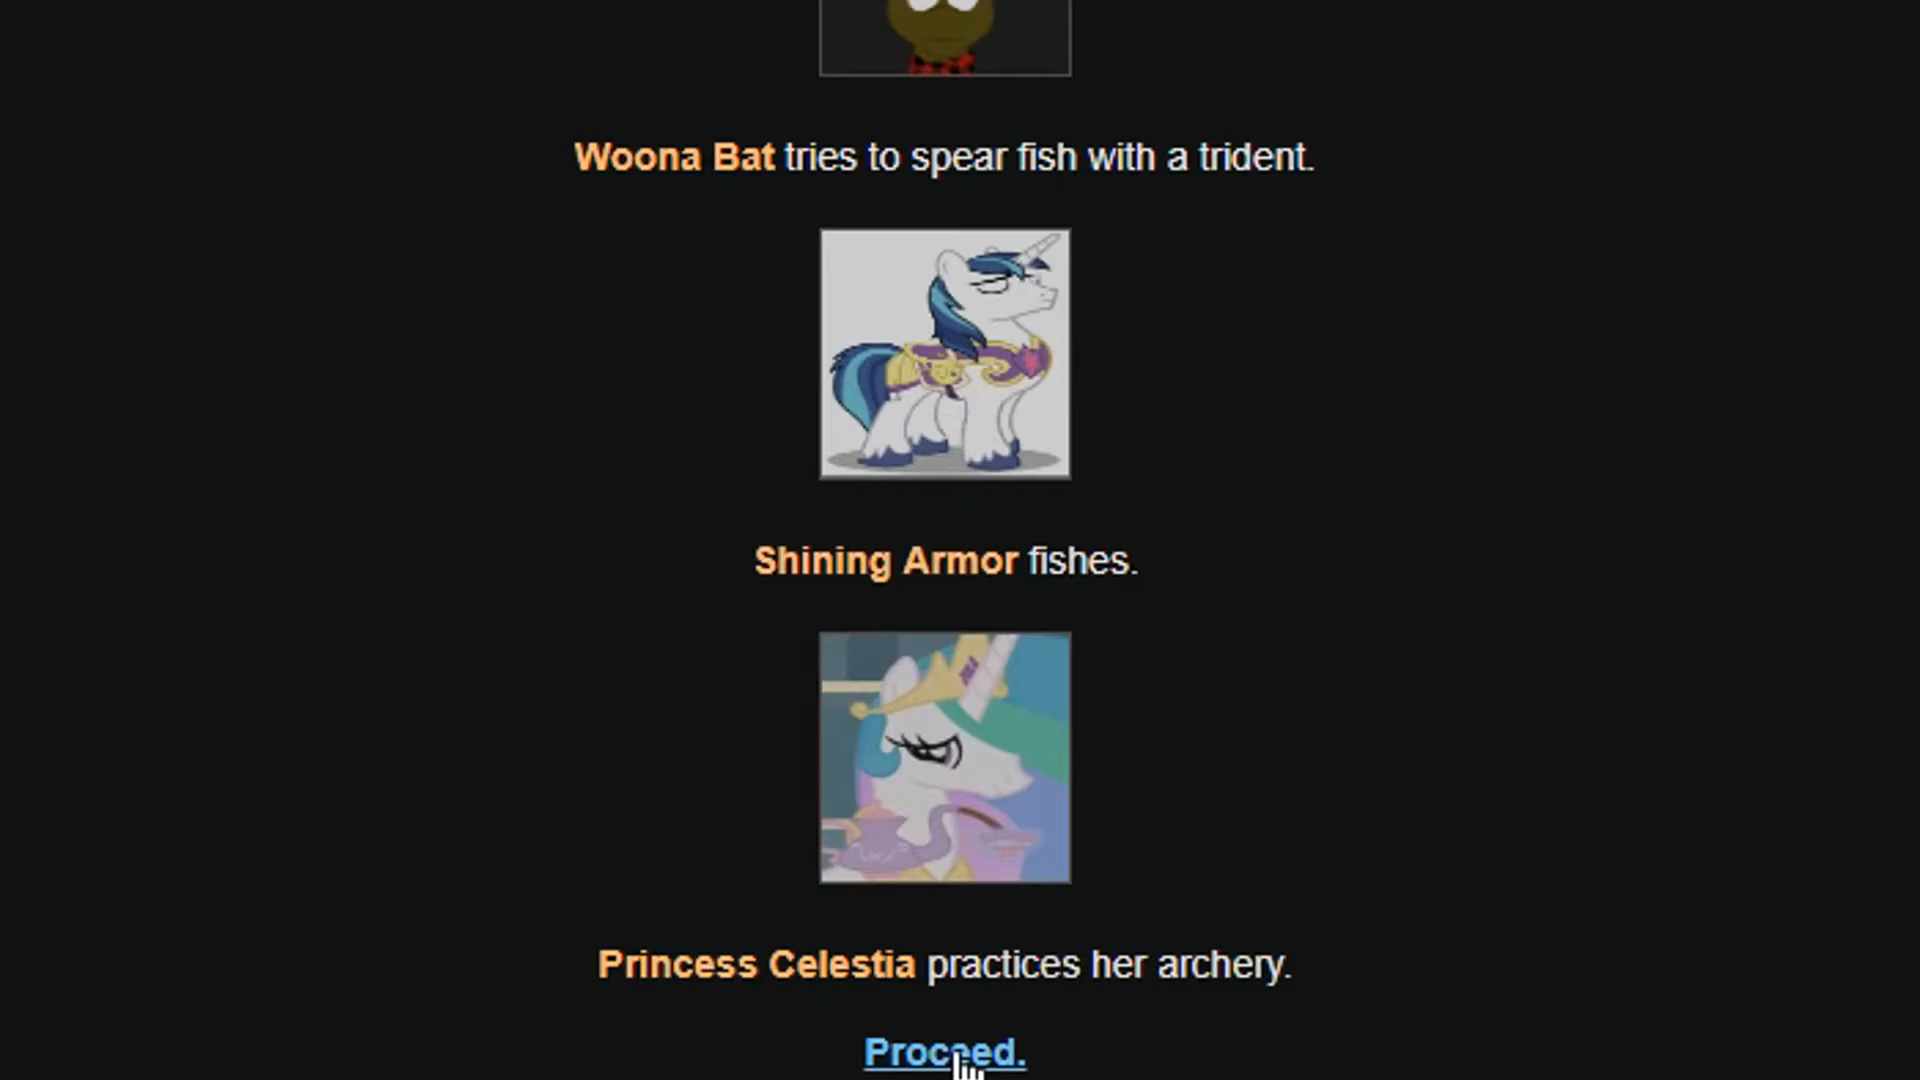 Woona Bat tries to spear fish with a trident.
Shining Armor fishes.
Princess Celestia practices her archery.
Proceed.